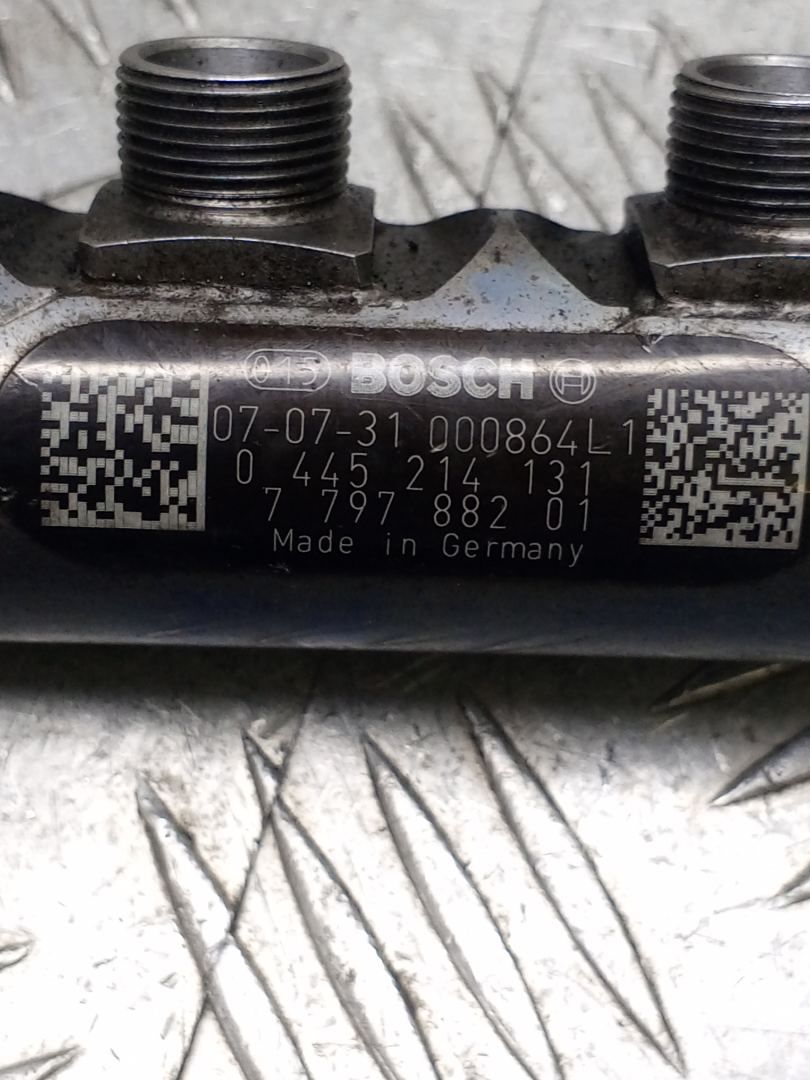 015 BOSCH
07-07-31 000864L1
0 445 214 131
7 797 882 01
Made in Germany